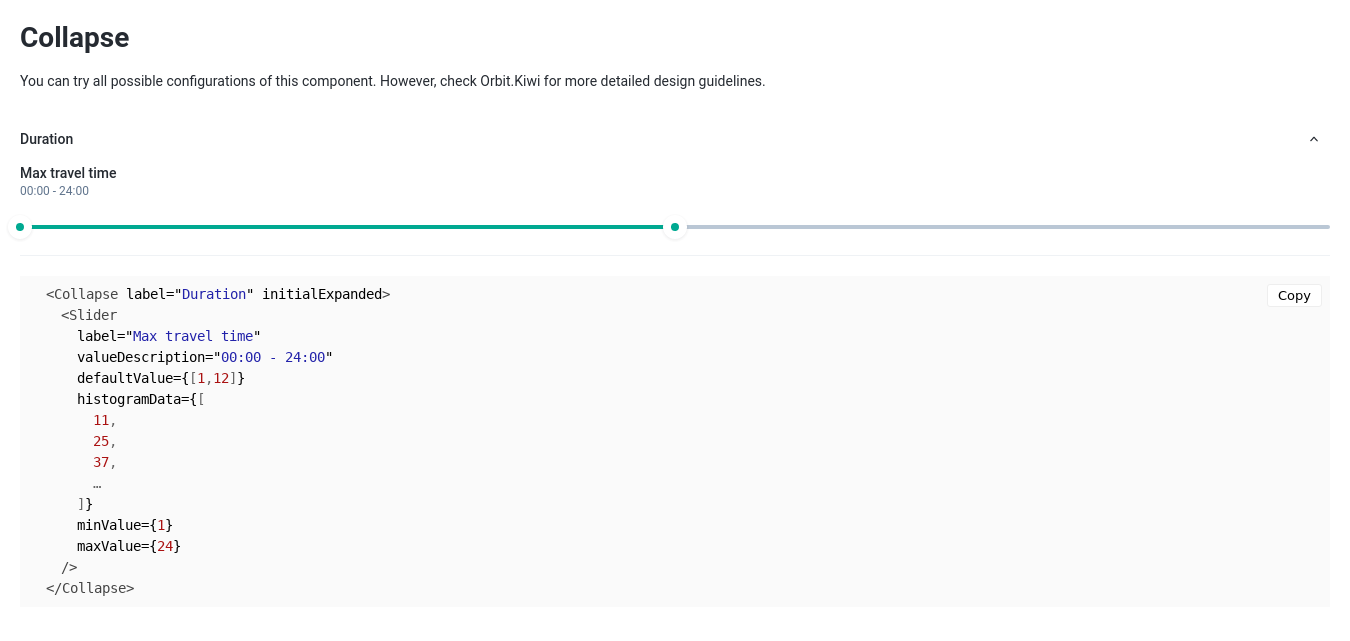 Collapse
You can try all possible configurations of this component. However, check Orbit.Kiwi for more detailed design guidelines.
Duration
Max travel time
00:00 - 24:00
<Collapse label="Duration" initialExpanded>
Copy
<Slider
label="Max travel time"
valueDescription="00:00 - 24:00"
defaultValue={[1,12]}
histogramData={[
11,
25,
37,
…
]}
minValue={1}
maxValue={24}
/>
</Collapse>